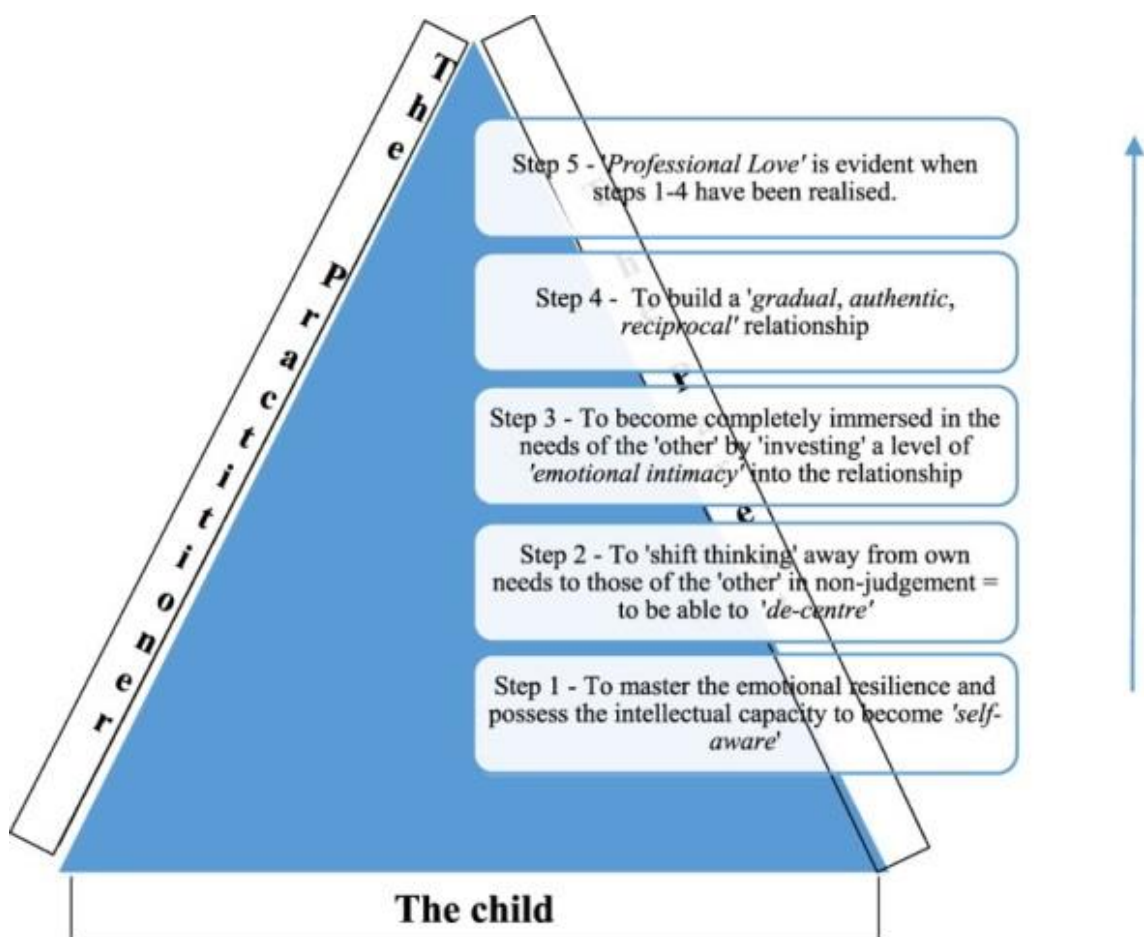 The Practitioner
Step 5 - 'Professional Love' is evident when
steps 1-4 have been realised.
Step 4 - To build a 'gradual, authentic,
reciprocal' relationship
Step 3 - To become completely immersed in the
needs of the 'other' by 'investing' a level of
'emotional intimacy' into the relationship
Step 2 - To 'shift thinking' away from own
needs to those of the 'other' in non-judgement =
to be able to 'de-centre'
Step 1 - To master the emotional resilience and
possess the intellectual capacity to become 'self-
aware'
The child